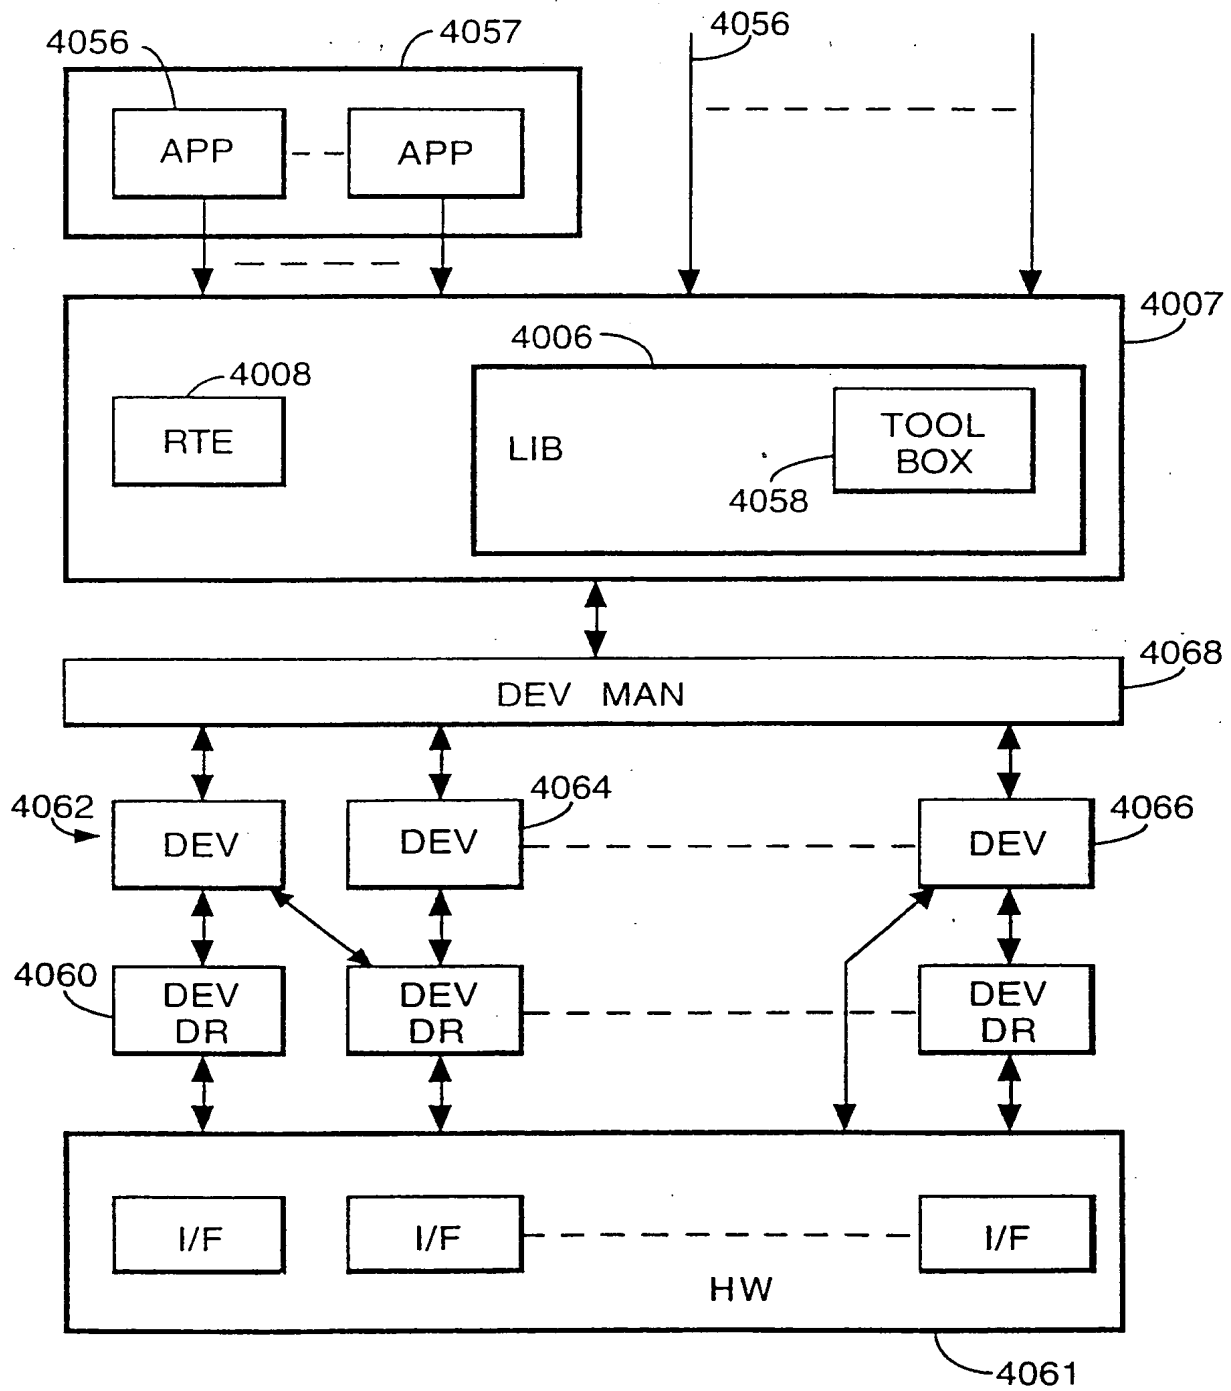 4056
4057
4056
APP
APP
4007
4006
4008
RTE
LIB
TOOL
BOX
4058
4068
DEV MAN
4064
4062
4066
DEV
DEV
DEV
4060
DEV
DR
DEV
DR
DEV
DR
I/F
I/F
I/F
HW
4061